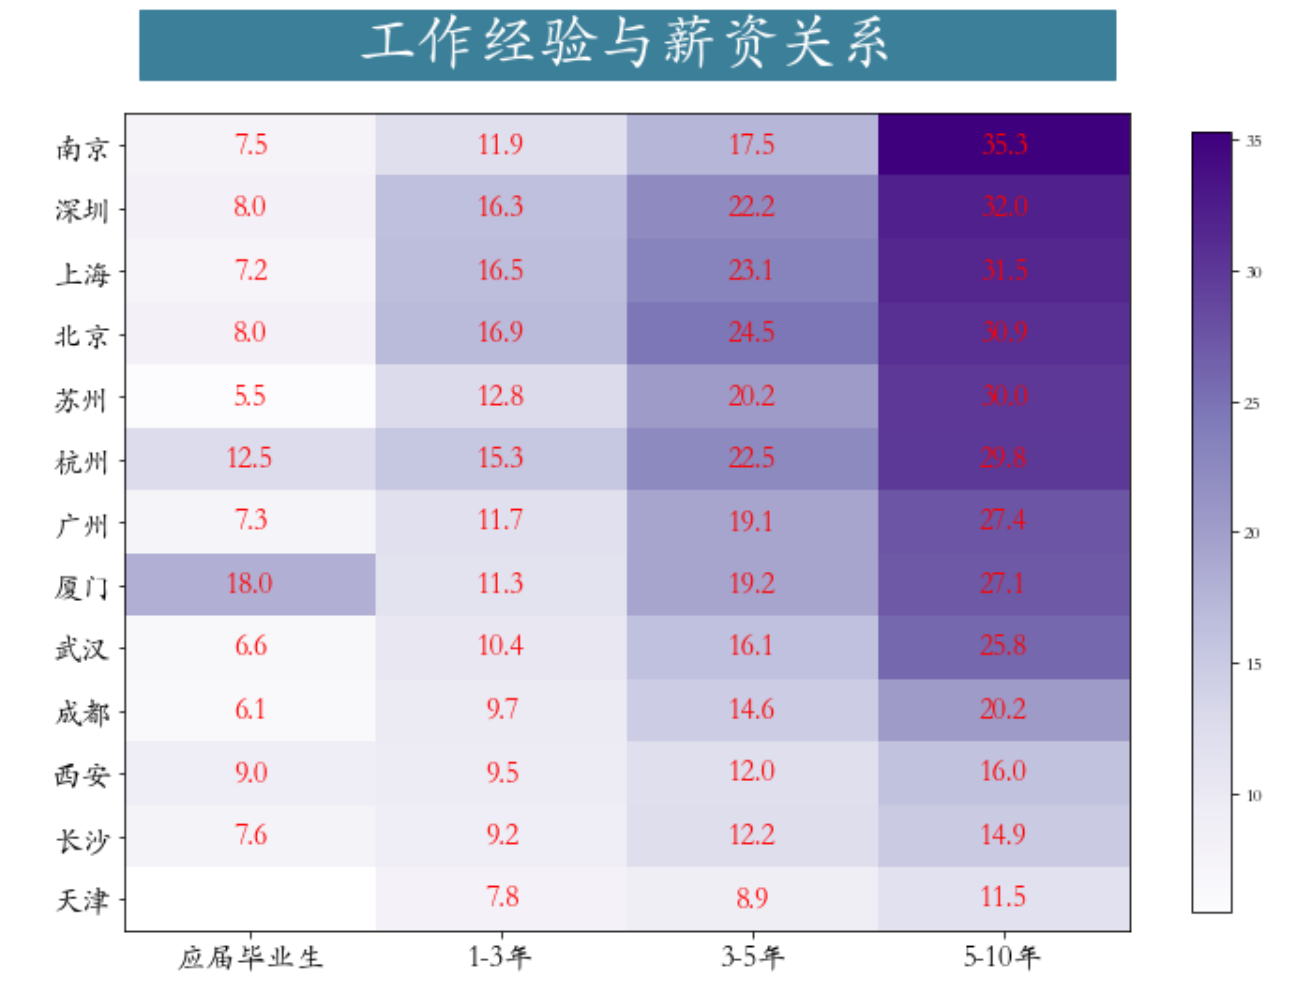 工作经验与薪资关系
南京 7.5 11.9 17.5 35.3
35
深圳 8.0 16.3 22.2 32.0
上海 7.2 16.5 23.1 31.5
30
北京 8.0 16.9 24.5 30.9
苏州 5.5 12.8 20.2 30.0
25
杭州 12.5 15.3 22.5 29.8
广州 7.3 11.7 19.1 27.4
20
厦门 18.0 11.3 19.2 27.1
武汉 6.6 10.4 16.1 25.8
15
成都 6.1 9.7 14.6 20.2
西安 9.0 9.5 12.0 16.0
10
长沙 7.6 9.2 12.2 14.9
天津 7.8 8.9 11.5
应届毕业生 1-3年 3-5年 5-10年